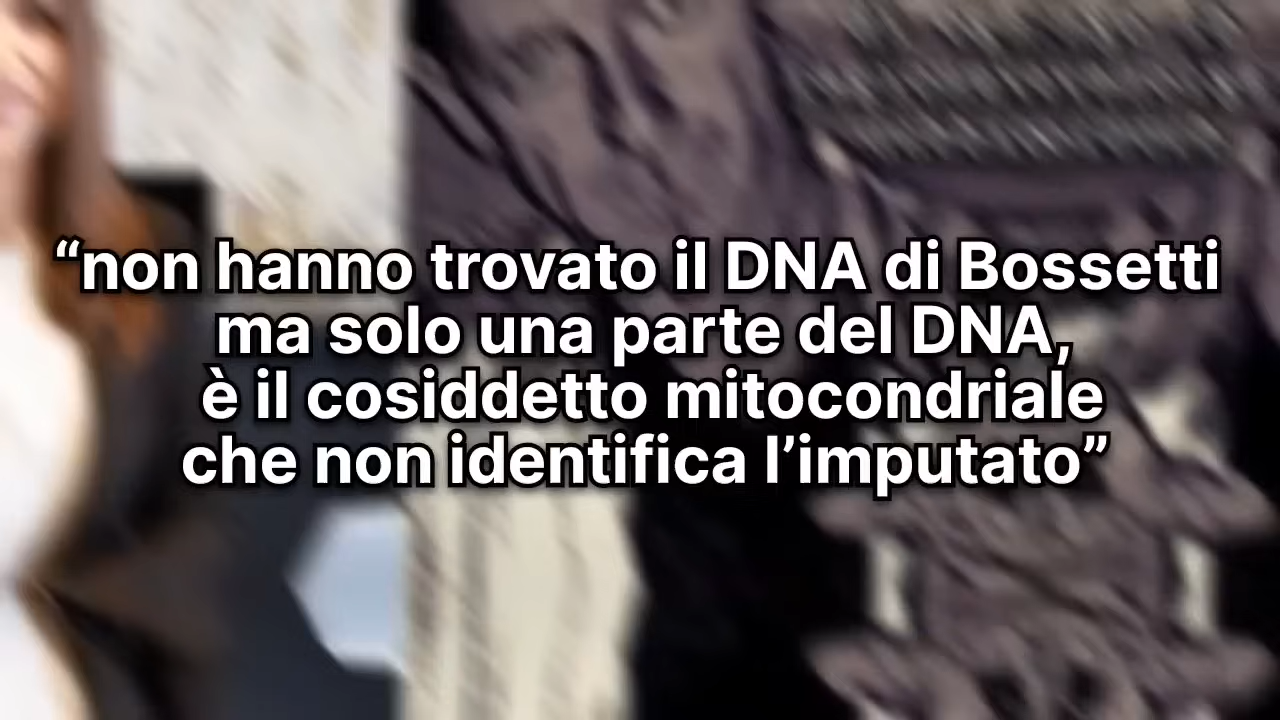 “non hanno trovato il DNA di Bossetti
ma solo una parte del DNA,
è il cosiddetto mitocondriale
che non identifica l’imputato”